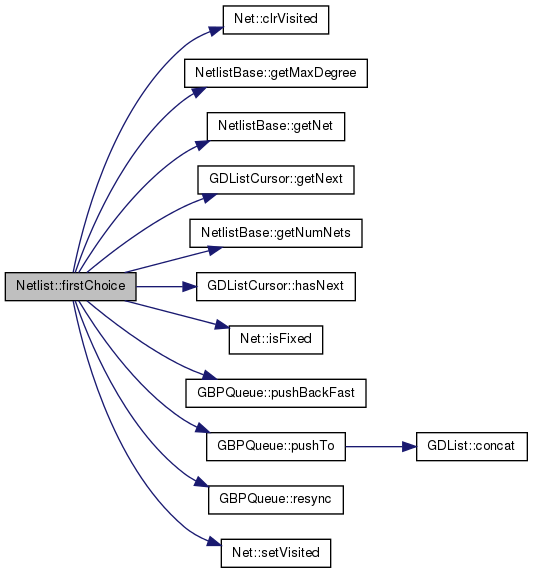 Net::clrVisited
NetlistBase::getMaxDegree
NetlistBase::getNet
GDListCursor::getNext
NetlistBase::getNumNets
Netlist::firstChoice
GDListCursor::hasNext
Net::isFixed
GBPQueue::pushBackFast
GBPQueue::pushTo
GDList::concat
GBPQueue::resync
Net::setVisited